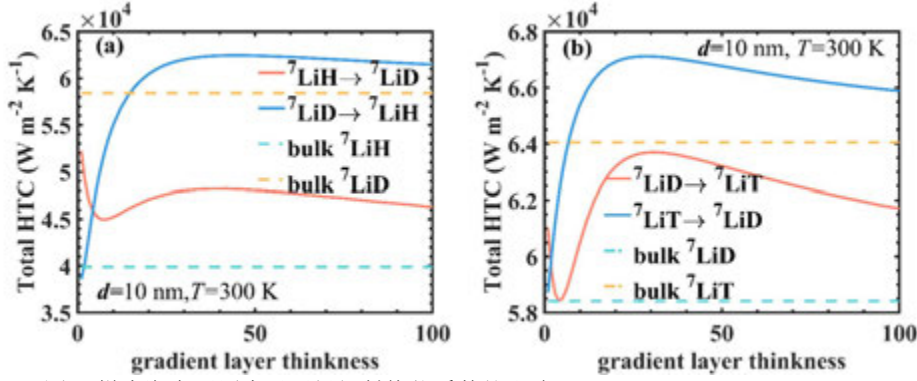 ×10⁴
(a)
Total HTC (W m⁻² K⁻¹)
6.5
6
5.5
5
4.5
4
3.5
⁷LiH→ ⁷LiD
⁷LiD→ ⁷LiH
bulk ⁷LiH
bulk ⁷LiD
d=10 nm,T=300 K
0
50
100
gradient layer thinkness
×10⁴
(b)
d=10 nm, T=300 K
Total HTC (W m⁻² K⁻¹)
6.8
6.6
6.4
6.2
6
5.8
⁷LiD→ ⁷LiT
⁷LiT→ ⁷LiD
bulk ⁷LiD
bulk ⁷LiT
0
50
100
gradient layer thinkness